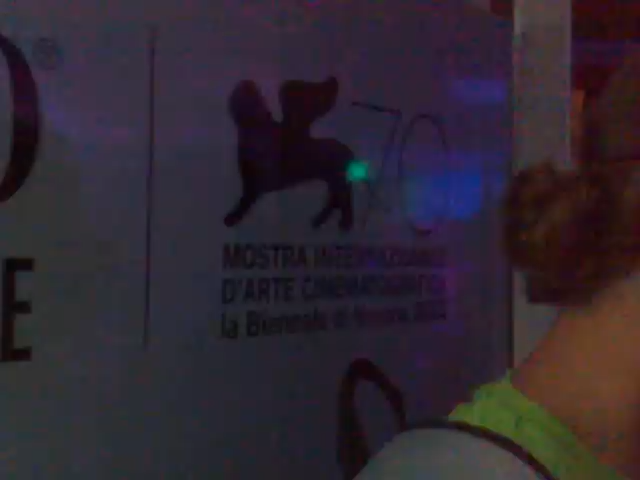 ®
70
MOSTRA INTERNAZIONALE
D'ARTE CINEMATOGRAFICA
la Biennale di Venezia
E